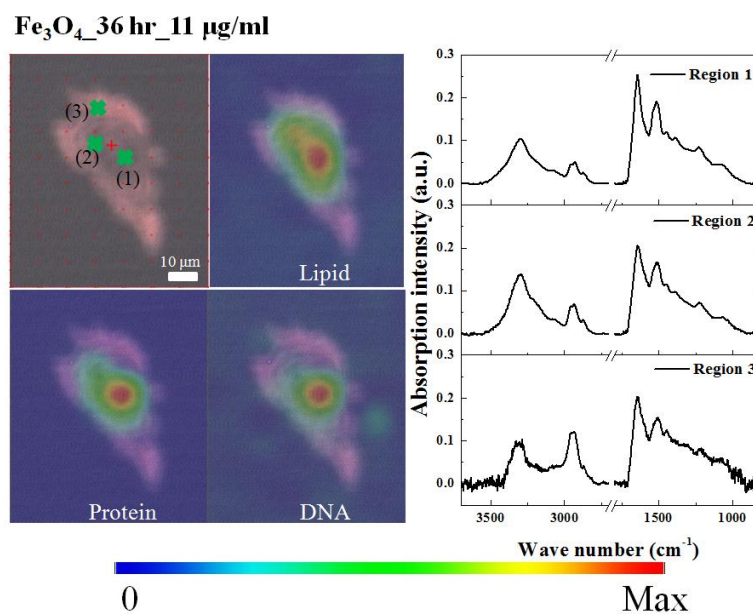 Fe₃O₄_36 hr_11 μg/ml
(3)
(2)
(1)
10 μm
Lipid
Protein
DNA
0.3
0.2
0.1
0.0
Region 1
0.3
0.2
0.1
0.0
Region 2
0.3
0.2
0.1
0.0
Region 3
Absorption intensity (a.u.)
3500
3000
1500
1000
Wave number (cm⁻¹)
0
Max